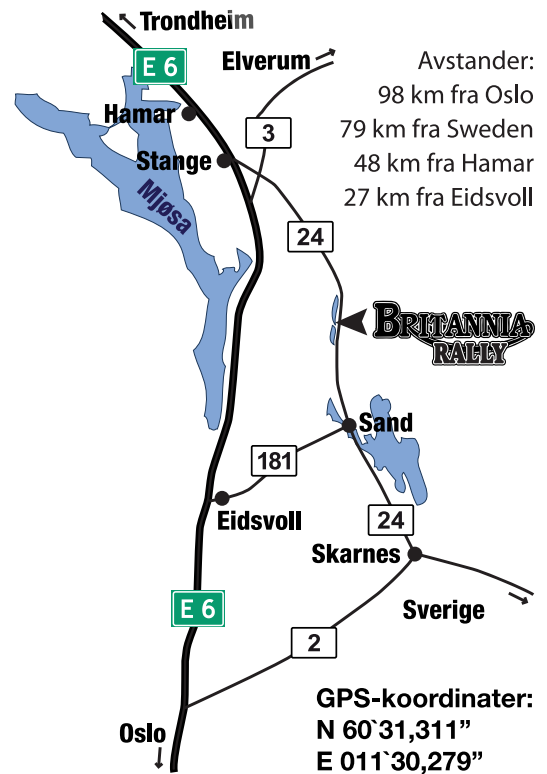 Trondheim
E 6
Elverum
Avstander:
98 km fra Oslo
Hamar
3
79 km fra Sweden
Stange
48 km fra Hamar
27 km fra Eidsvoll
Mjøsa
24
BRITANNIA
RALLY
Sand
181
Eidsvoll
24
Skarnes
E 6
Sverige
2
GPS-koordinater:
Oslo
N 60`31,311”
E 011`30,279”